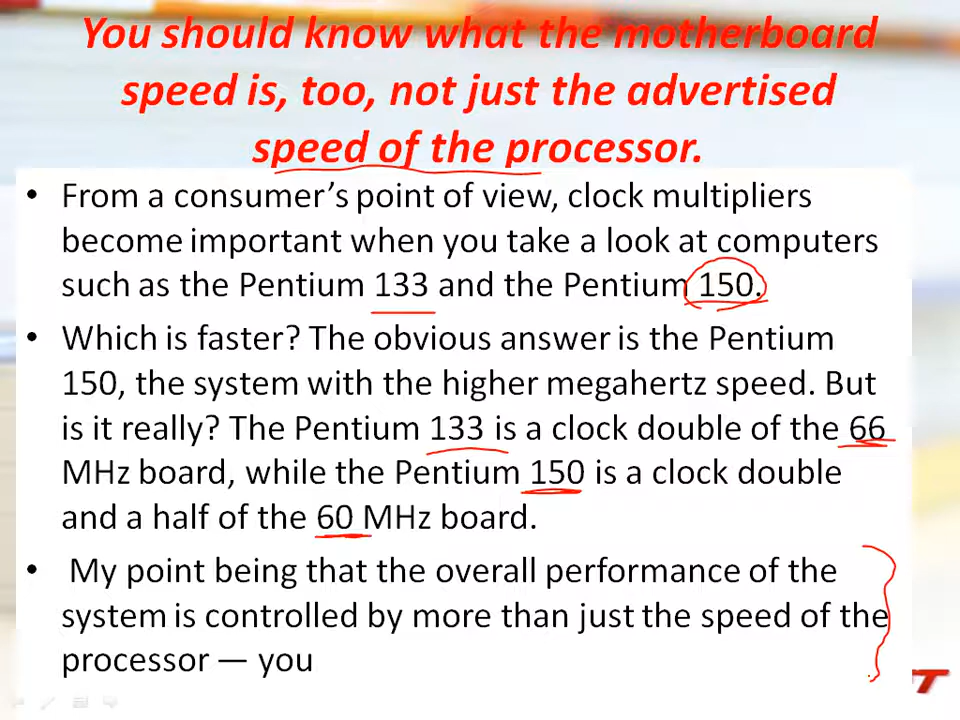 You should know what the motherboard
speed is, too, not just the advertised
speed of the processor.
• From a consumer’s point of view, clock multipliers
become important when you take a look at computers
such as the Pentium 133 and the Pentium 150.
• Which is faster? The obvious answer is the Pentium
150, the system with the higher megahertz speed. But
is it really? The Pentium 133 is a clock double of the 66
MHz board, while the Pentium 150 is a clock double
and a half of the 60 MHz board.
• My point being that the overall performance of the
system is controlled by more than just the speed of the
processor — you